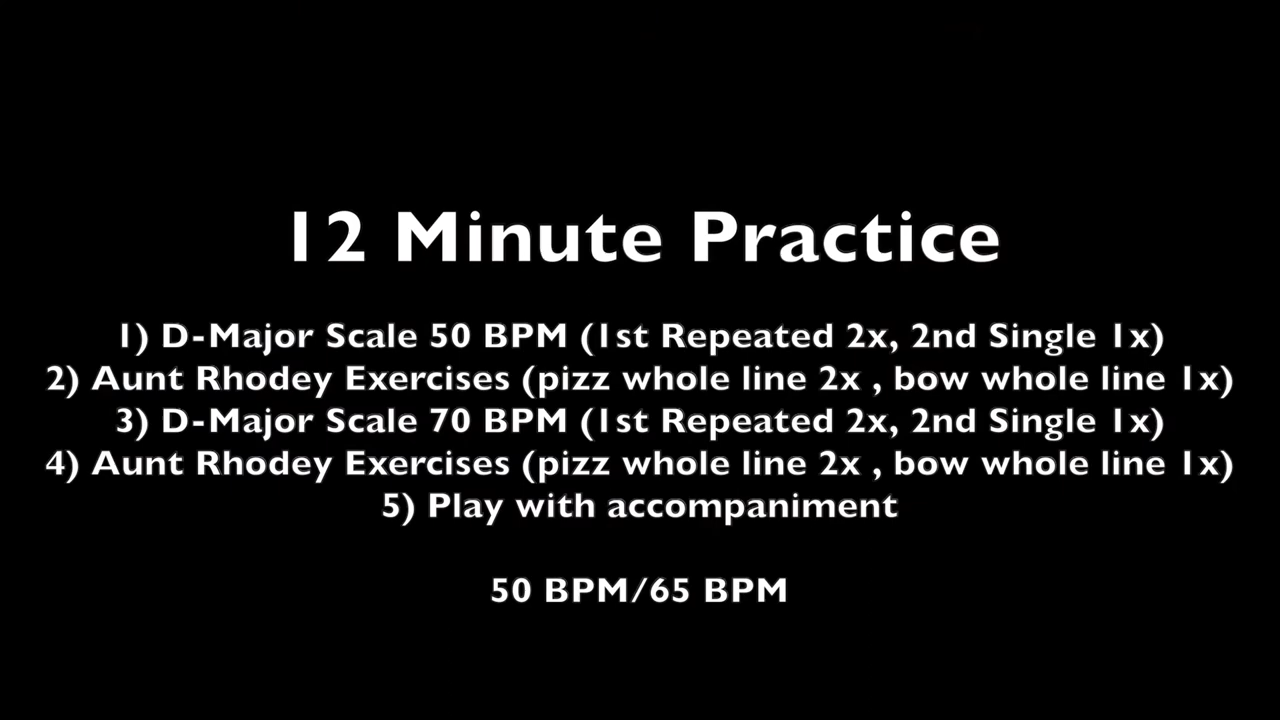 12 Minute Practice
1) D-Major Scale 50 BPM (1st Repeated 2x, 2nd Single 1x)
2) Aunt Rhodey Exercises (pizz whole line 2x , bow whole line 1x)
3) D-Major Scale 70 BPM (1st Repeated 2x, 2nd Single 1x)
4) Aunt Rhodey Exercises (pizz whole line 2x , bow whole line 1x)
5) Play with accompaniment
50 BPM/65 BPM